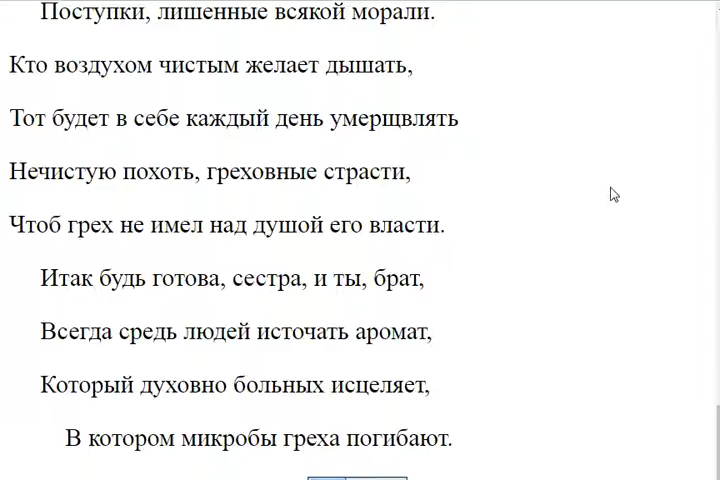 Поступки, лишенные всякой морали.
Кто воздухом чистым желает дышать,
Тот будет в себе каждый день умерщвлять
Нечистую похоть, греховные страсти,
Чтоб грех не имел над душой его власти.
Итак будь готова, сестра, и ты, брат,
Всегда средь людей источать аромат,
Который духовно больных исцеляет,
В котором микробы греха погибают.